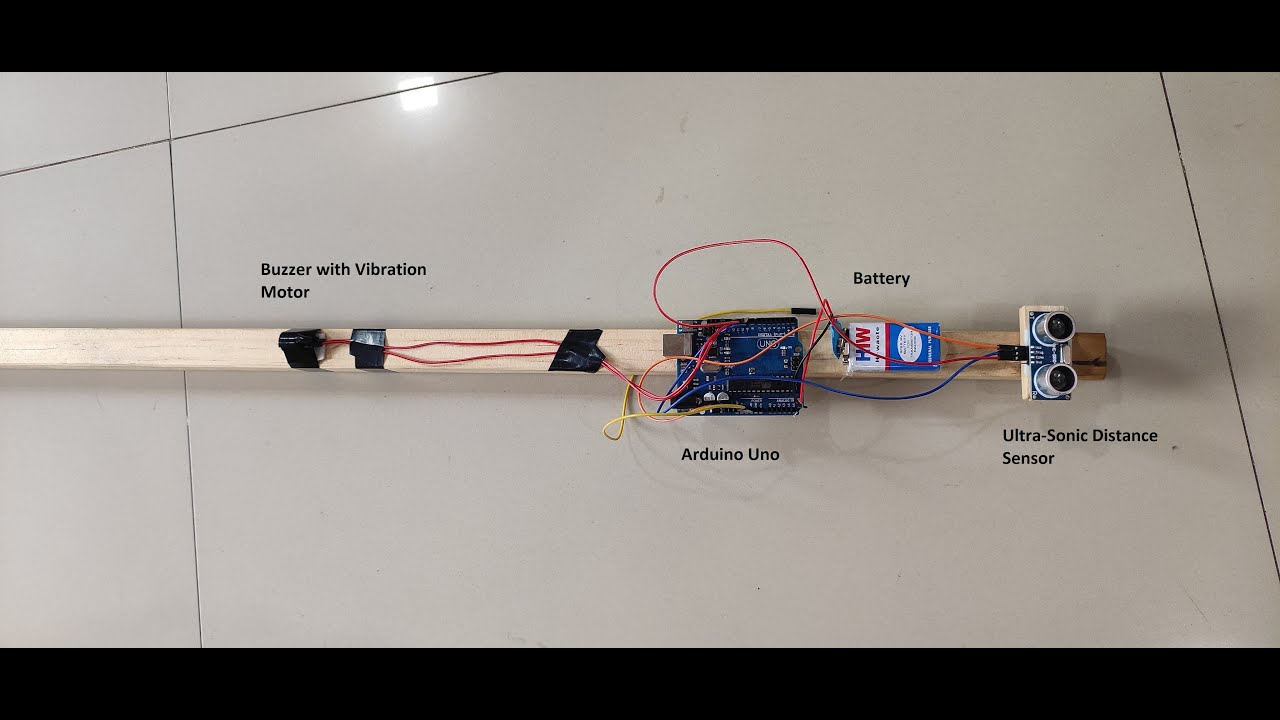 Buzzer with Vibration
Motor
Battery
Ultra-Sonic Distance
Sensor
Arduino Uno
UNO
HW